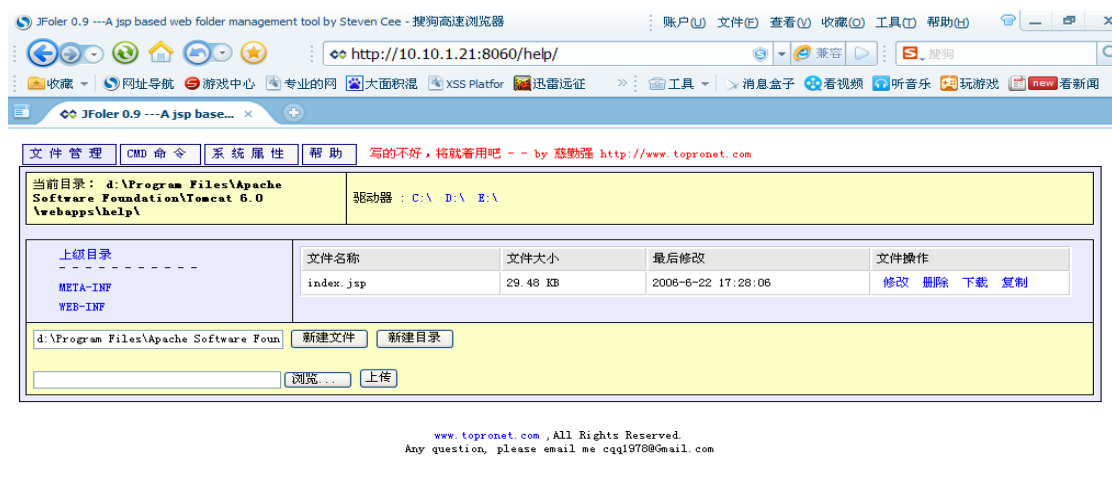 JFoler 0.9 ---A jsp based web folder management tool by Steven Cee - 搜狗高速浏览器 账户(U) 文件(F) 查看(V) 收藏(O) 工具(T) 帮助(H)
http://10.10.1.21:8060/help/ 兼容 搜狗
收藏 网址导航 游戏中心 专业的网 大面积混 XSS Platfor 迅雷远征 » 工具 消息盒子 看视频 听音乐 玩游戏 new 看新闻
JFoler 0.9 ---A jsp base... ×
文件管理 CMD 命令 系统属性 帮助 写的不好，将就着用吧 - - by 慈勤强 http://www.topronet.com
当前目录： d:\Program Files\Apache
Software Foundation\Tomcat 6.0
\webapps\help\
驱动器 : C:\ D:\ E:\
上级目录
- - - - - - - - - - -
META-INF
WEB-INF
文件名称 文件大小 最后修改 文件操作
index.jsp 29.48 KB 2006-6-22 17:28:06 修改 删除 下载 复制
d:\Program Files\Apache Software Foun 新建文件 新建目录
浏览... 上传
www.topronet.com ,All Rights Reserved.
Any question, please email me cqq1978@Gmail.com